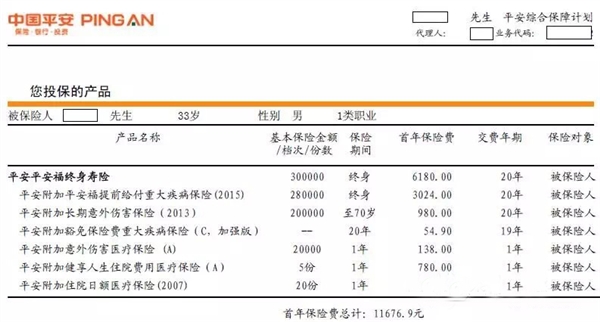 中国平安 PING AN
保险·银行·投资
先生 平安综合保障计划
代理人: 业务代码:
您投保的产品
被保险人 先生 33岁 性别 男 1类职业
产品名称 基本保险金额/档次/份数 保险期间 首年保险费 交费年期 保险对象
平安平安福终身寿险 300000 终身 6180.00 20年 被保险人
平安附加平安福提前给付重大疾病保险(2015) 280000 终身 3024.00 20年 被保险人
平安附加长期意外伤害保险(2013) 200000 至70岁 980.00 20年 被保险人
平安附加豁免保险费重大疾病保险(C,加强版) -- 20年 54.90 19年 被保险人
平安附加意外伤害医疗保险(A) 20000 1年 138.00 1年 被保险人
平安附加健享人生住院费用医疗保险(A) 5份 1年 780.00 1年 被保险人
平安附加住院日额医疗保险(2007) 20份 1年 1年 被保险人
首年保险费总计: 11676.9元